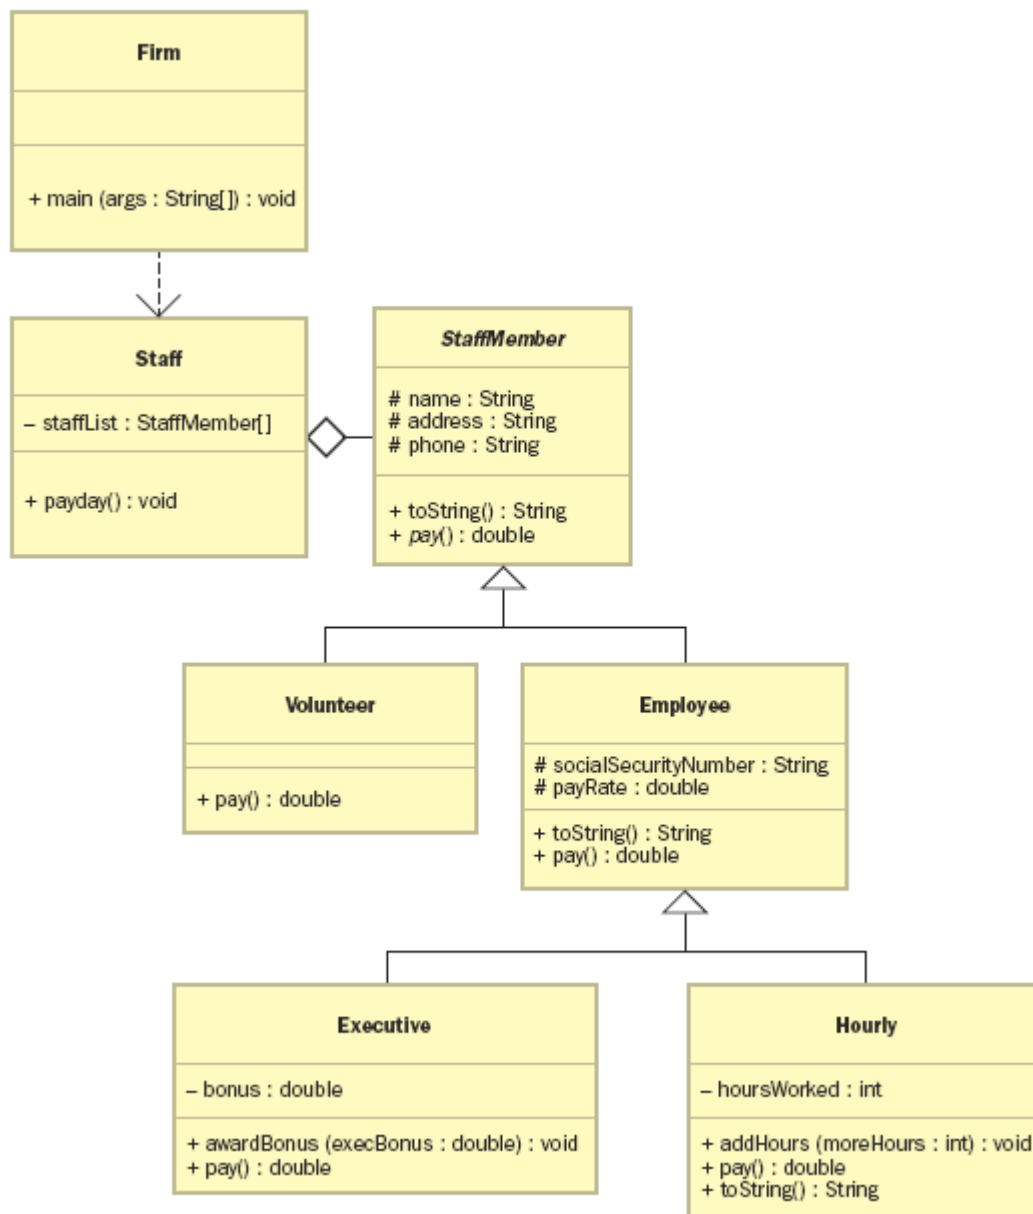 Firm
+ main (args : String[]) : void
Staff
– staffList : StaffMember[]
+ payday() : void
StaffMember
# name : String
# address : String
# phone : String
+ toString() : String
+ pay() : double
Volunteer
+ pay() : double
Employee
# socialSecurityNumber : String
# payRate : double
+ toString() : String
+ pay() : double
Executive
– bonus : double
+ awardBonus (execBonus : double) : void
+ pay() : double
Hourly
– hoursWorked : int
+ addHours (moreHours : int) : void
+ pay() : double
+ toString() : String